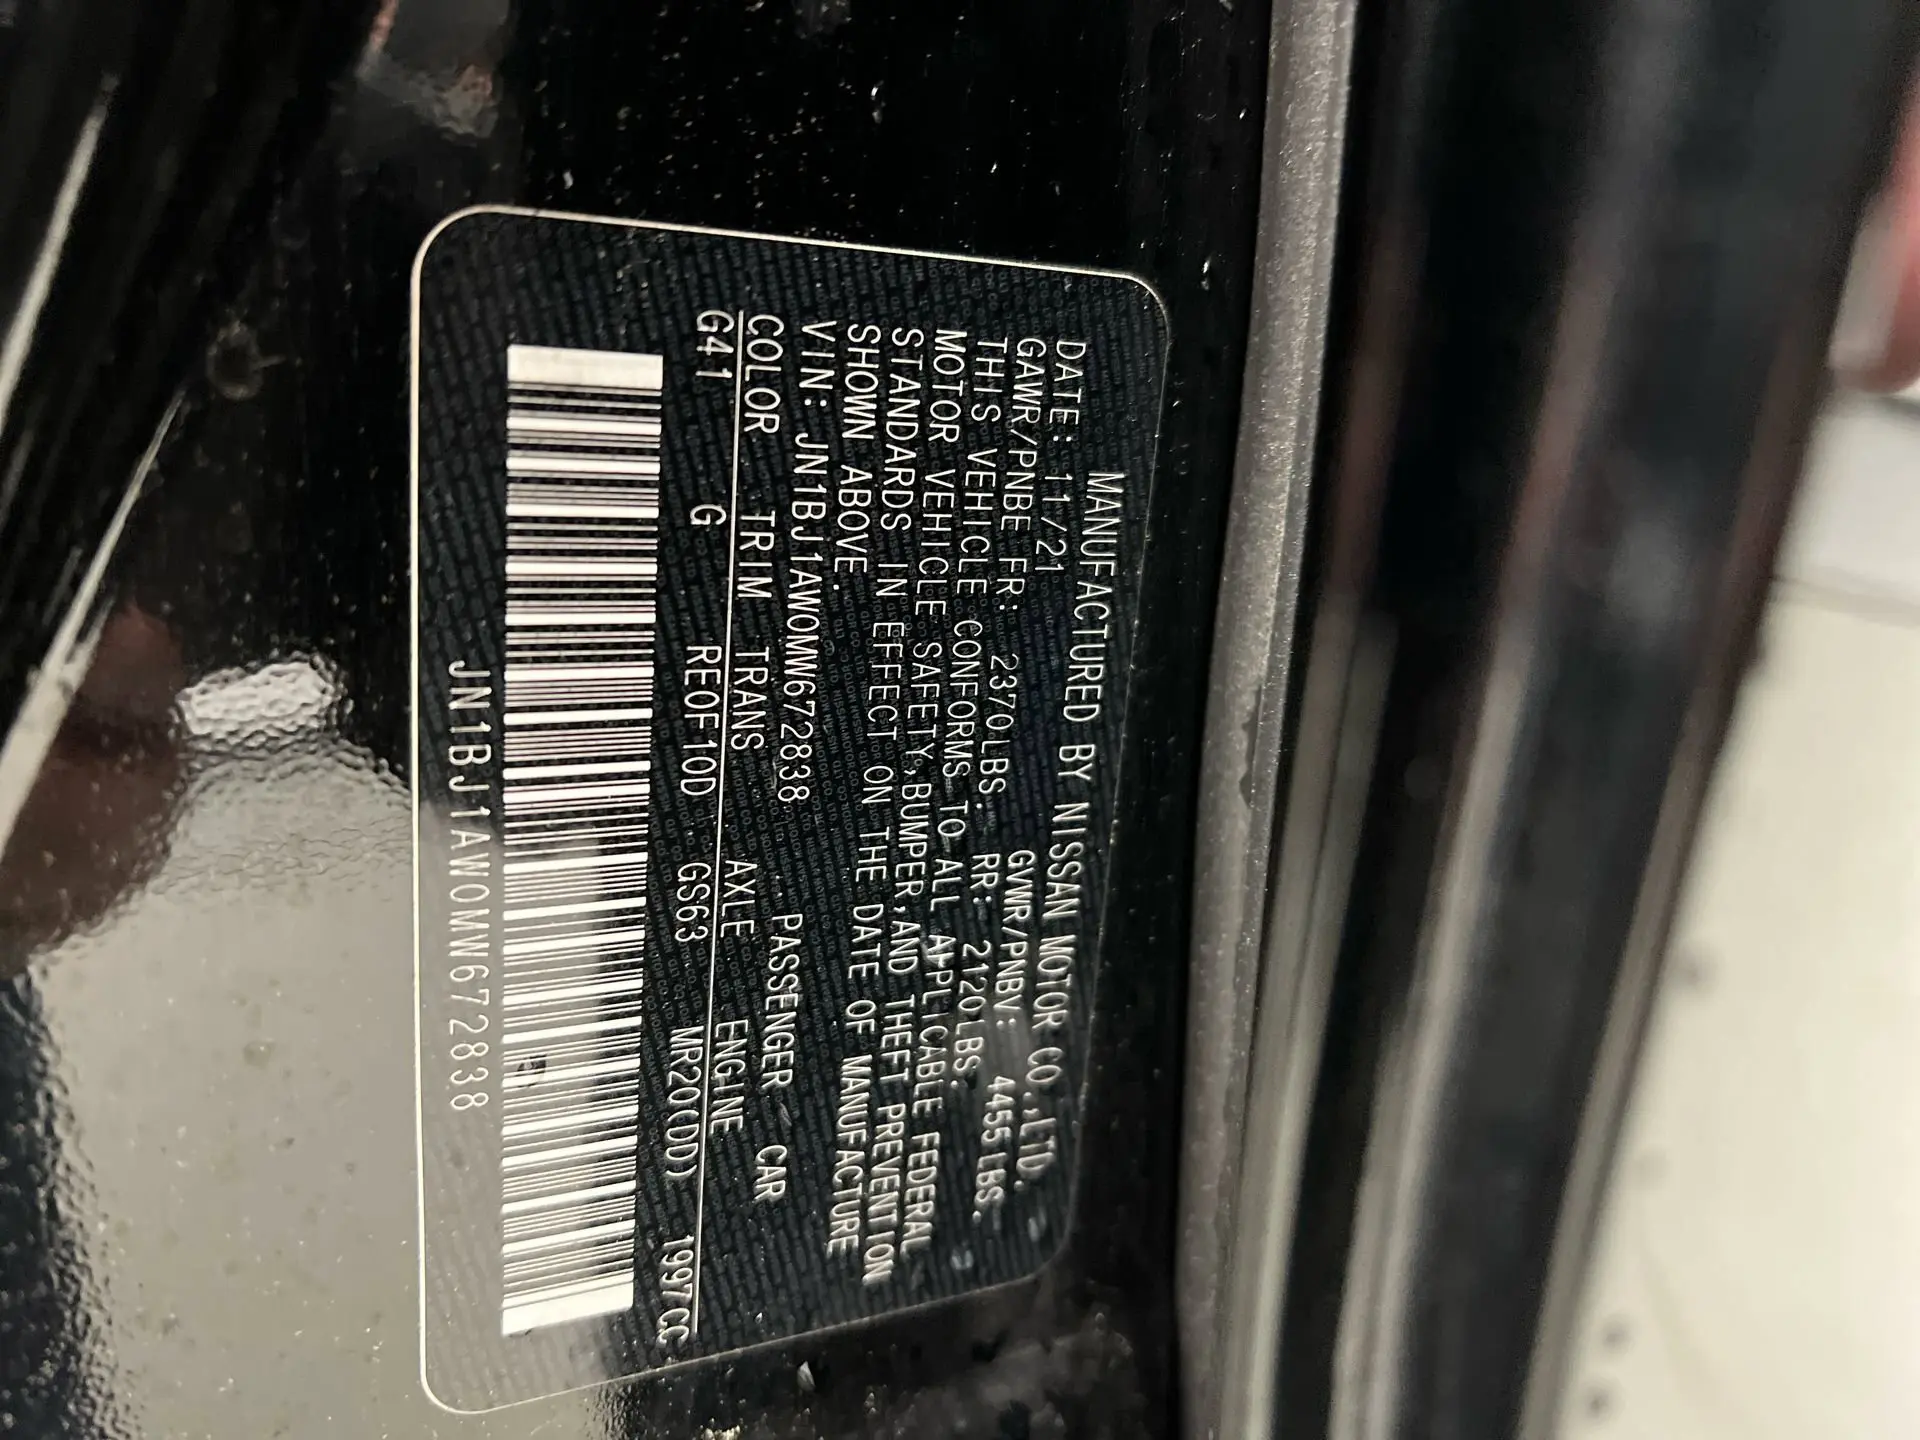 MANUFACTURED BY NISSAN MOTOR CO.,LTD.
DATE: 11/21 GVWR/PNBV: 4455LBS.
GAWR/PNBE FR: 2370LBS. RR: 2120LBS.
THIS VEHICLE CONFORMS TO ALL APPLICABLE FEDERAL
MOTOR VEHICLE SAFETY,BUMPER,AND THEFT PREVENTION
STANDARDS IN EFFECT ON THE DATE OF MANUFACTURE
SHOWN ABOVE.
VIN: JN1BJ1AW0MW672838 PASSENGER CAR
COLOR TRIM TRANS AXLE ENGINE
G41 G RE0F10D GS63 MR20(DD) 1997CC
JN1BJ1AW0MW672838